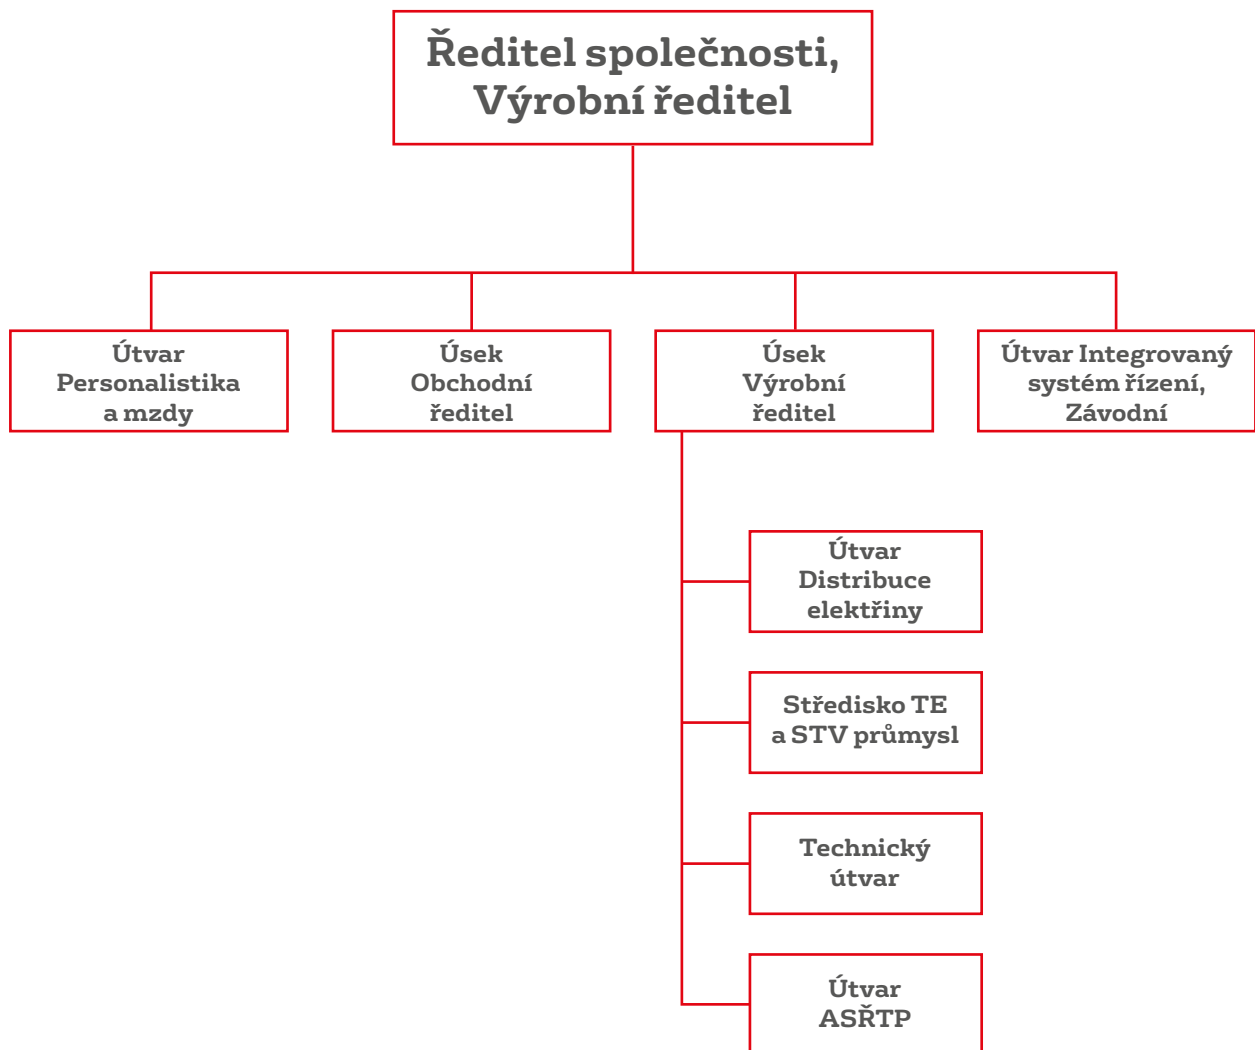 Ředitel společnosti,
Výrobní ředitel
Útvar
Personalistika
a mzdy
Úsek
Obchodní
ředitel
Úsek
Výrobní
ředitel
Útvar Integrovaný
systém řízení,
Závodní
Útvar
Distribuce
elektřiny
Středisko TE
a STV průmysl
Technický
útvar
Útvar
ASŘTP